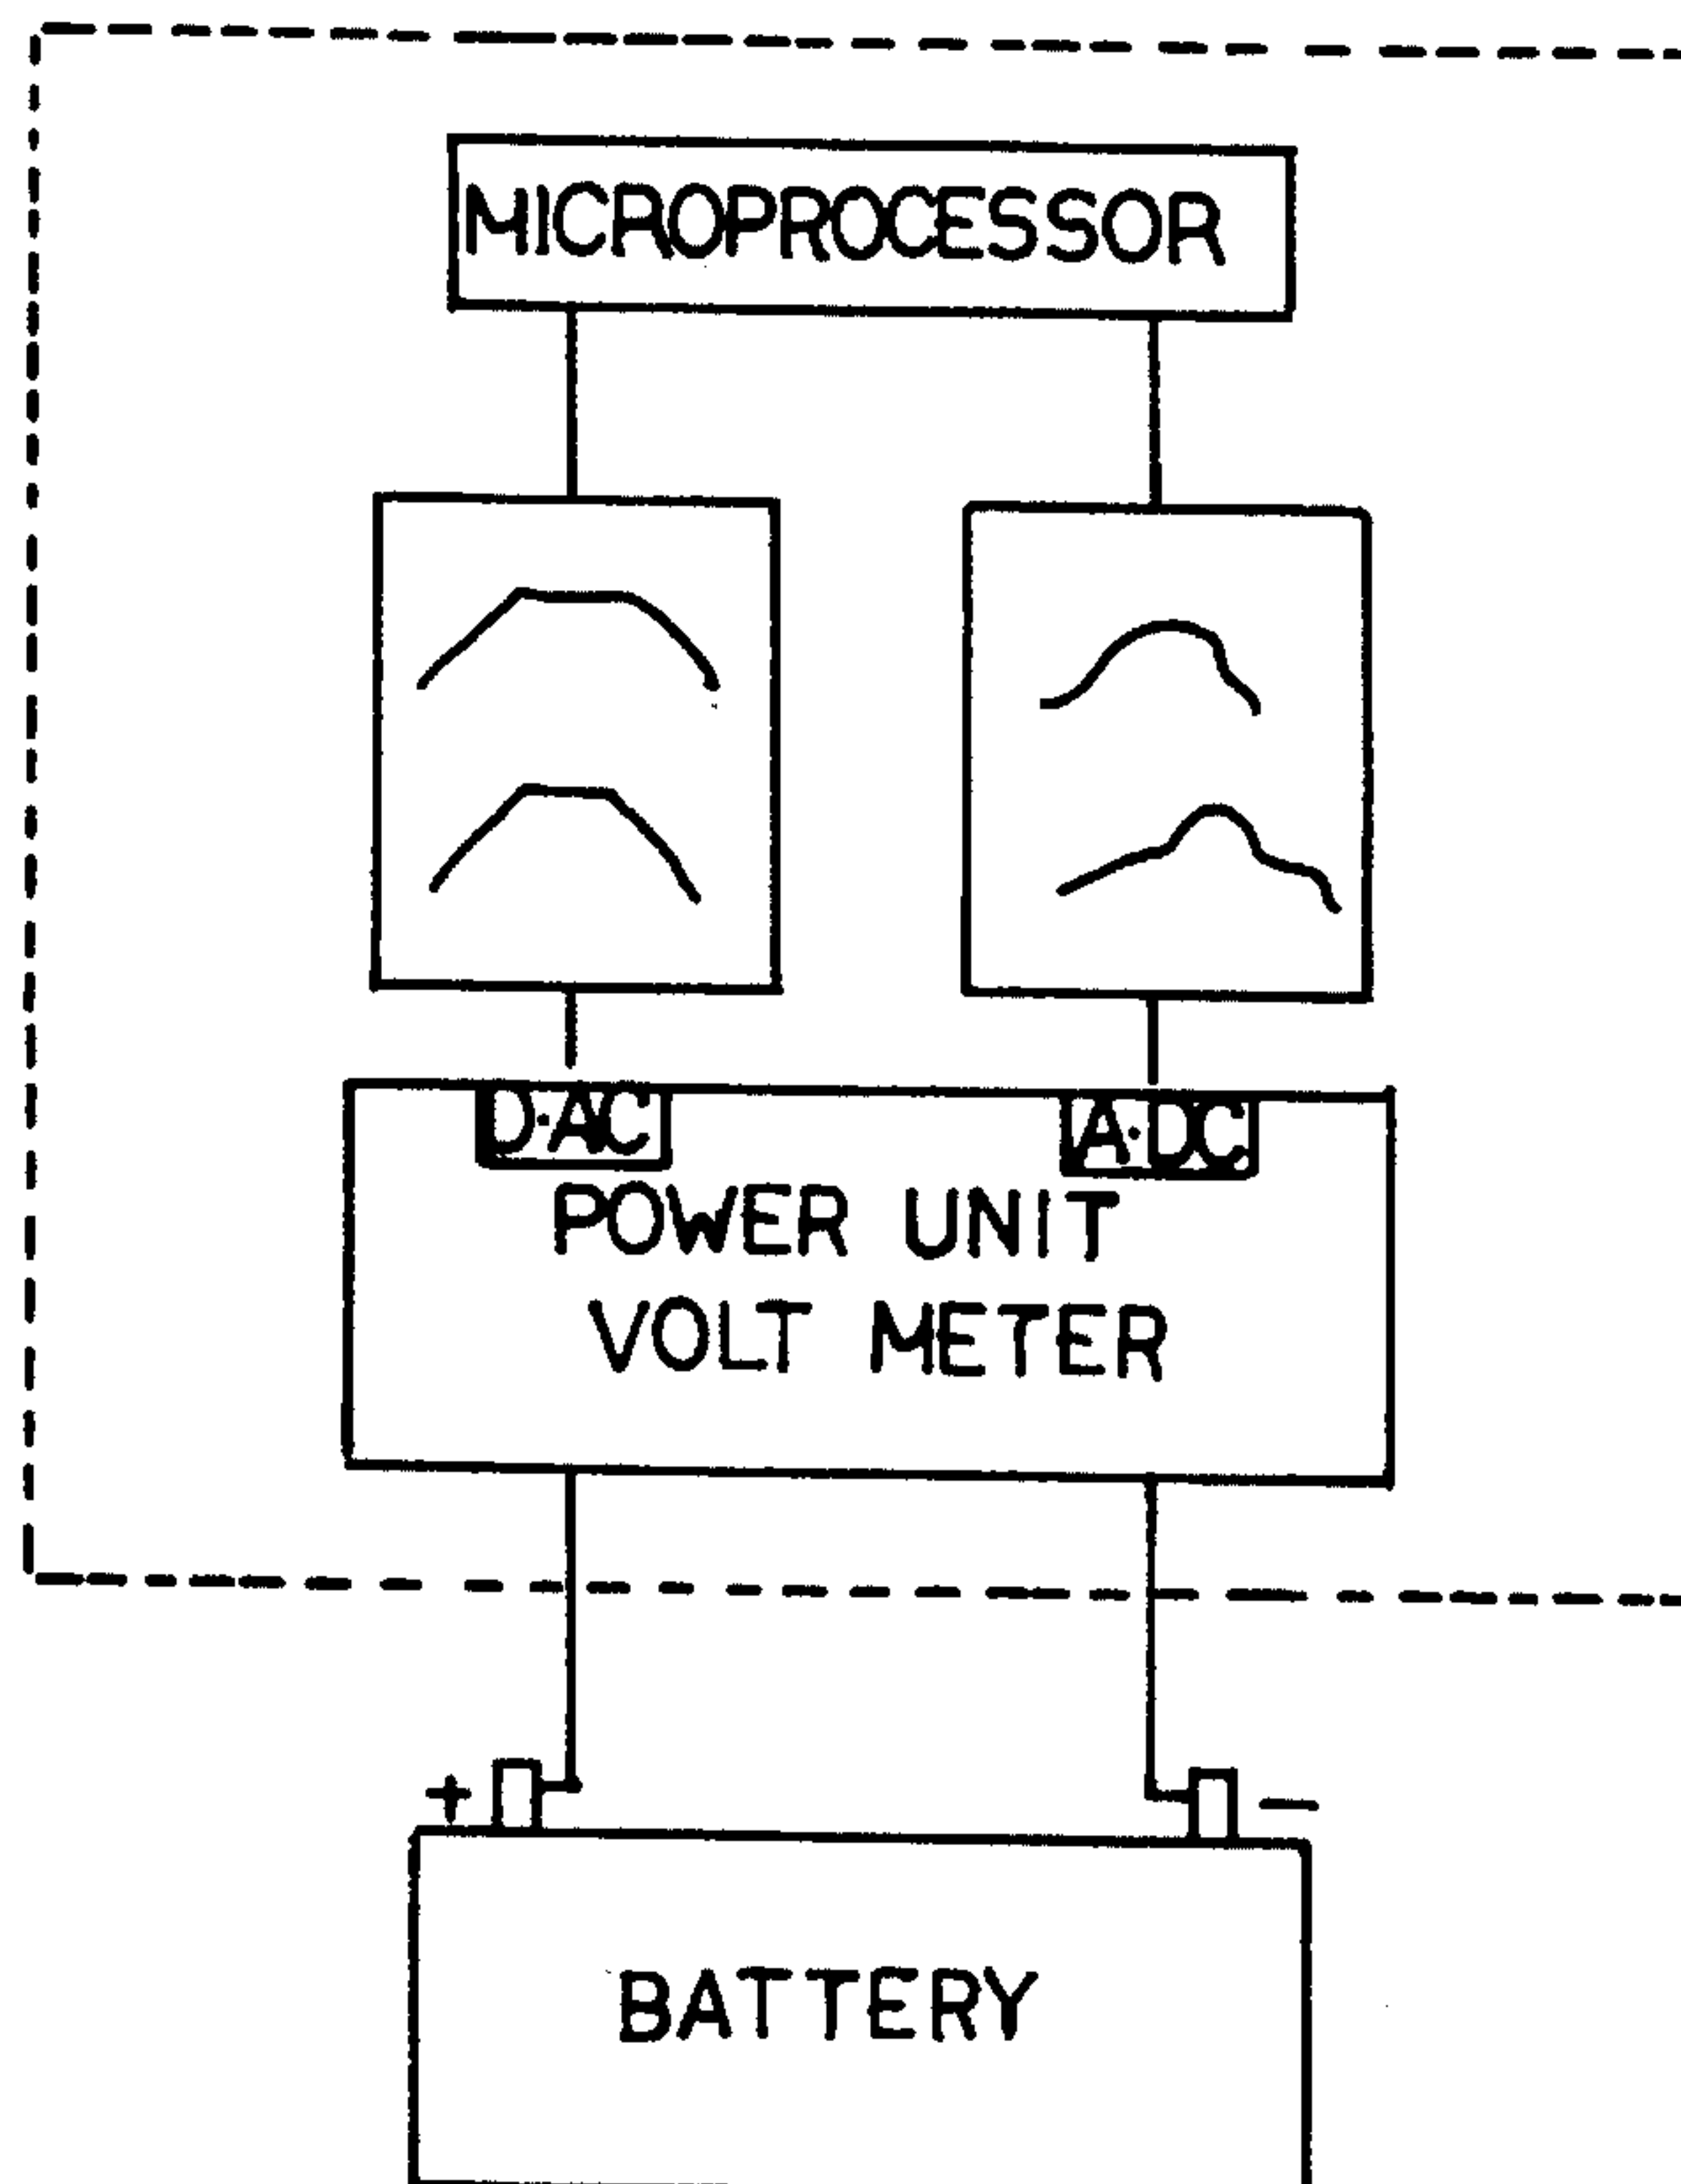 MICROPROCESSOR
D·AC
A·DC
POWER UNIT
VOLT METER
+
−
BATTERY